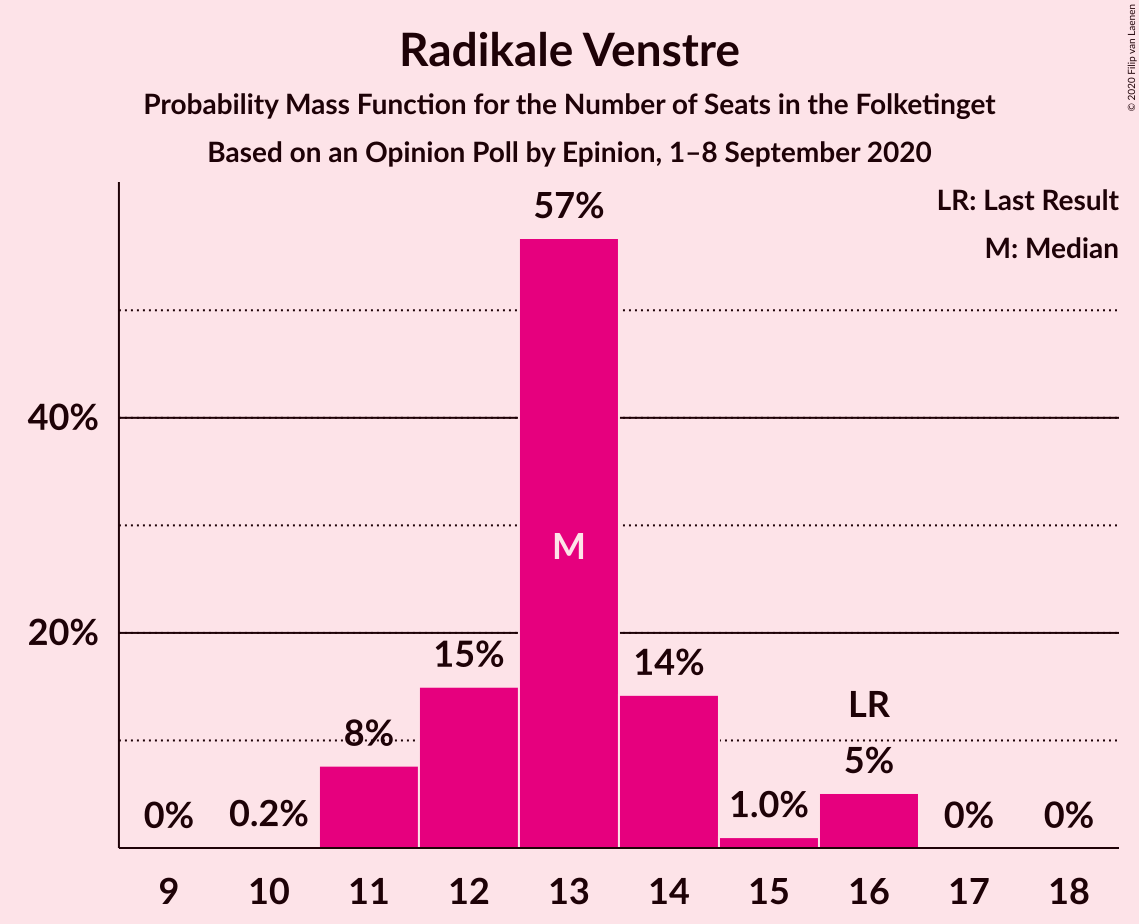 Radikale Venstre
Probability Mass Function for the Number of Seats in the Folketinget
Based on an Opinion Poll by Epinion, 1–8 September 2020
© 2020 Filip van Laenen
LR: Last Result
M: Median
40%
20%
0%
0.2%
8%
15%
57%
M
14%
1.0%
LR
5%
0%
0%
9
10
11
12
13
14
15
16
17
18